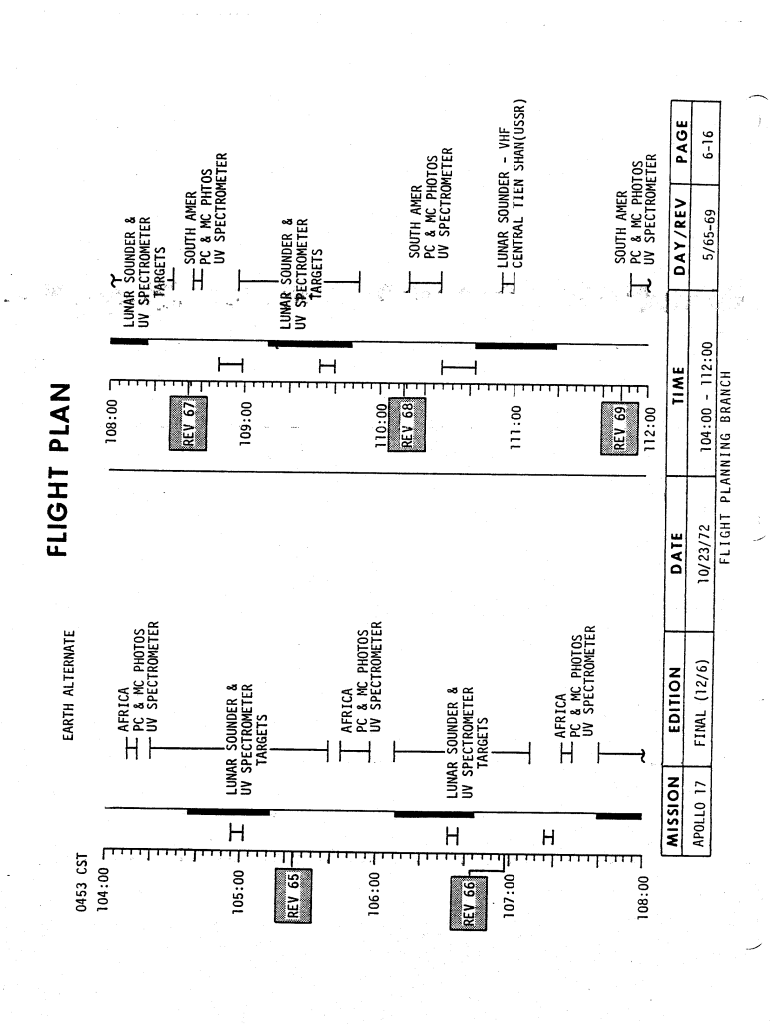 FLIGHT PLAN
EARTH ALTERNATE
0453 CST
104:00
105:00
REV 65
106:00
REV 66
107:00
108:00
AFRICA
PC & MC PHOTOS
UV SPECTROMETER
LUNAR SOUNDER &
UV SPECTROMETER
TARGETS
AFRICA
PC & MC PHOTOS
UV SPECTROMETER
LUNAR SOUNDER &
UV SPECTROMETER
TARGETS
AFRICA
PC & MC PHOTOS
UV SPECTROMETER
108:00
REV 67
109:00
110:00
REV 68
111:00
REV 69
112:00
LUNAR SOUNDER &
UV SPECTROMETER
TARGETS
SOUTH AMER
PC & MC PHTOS
UV SPECTROMETER
LUNAR SOUNDER &
UV SPECTROMETER
TARGETS
SOUTH AMER
PC & MC PHOTOS
UV SPECTROMETER
LUNAR SOUNDER - VHF
CENTRAL TIEN SHAN(USSR)
SOUTH AMER
PC & MC PHOTOS
UV SPECTROMETER
MISSION EDITION DATE TIME DAY/REV PAGE
APOLLO 17 FINAL (12/6) 10/23/72 104:00 - 112:00 5/65-69 6-16
FLIGHT PLANNING BRANCH